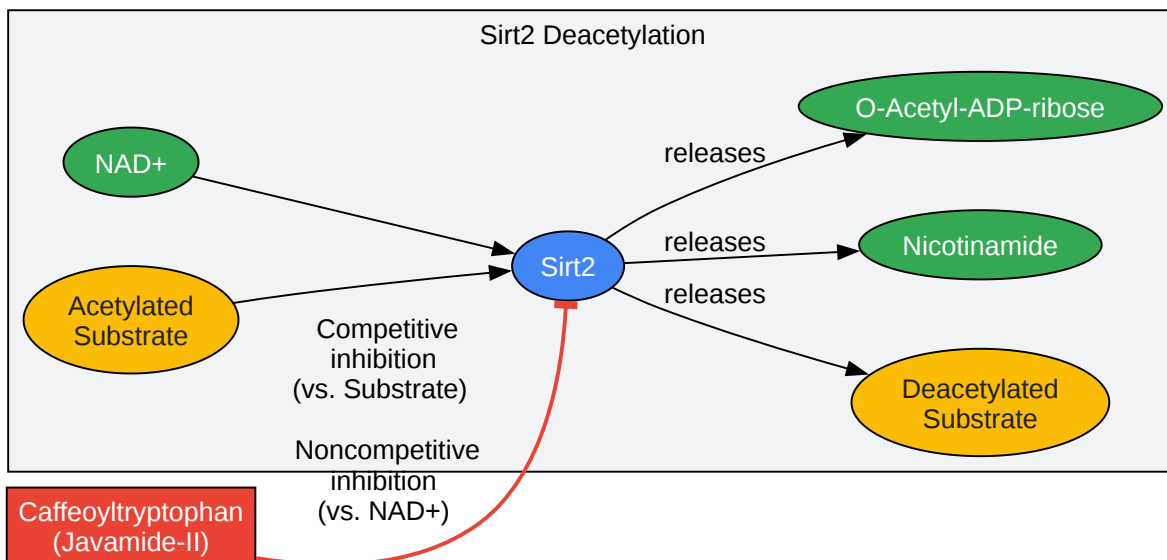 Sirt2 Deacetylation
O-Acetyl-ADP-ribose
releases
NAD+
Nicotinamide
releases
Sirt2
Acetylated
Substrate
releases
Competitive
inhibition
(vs. Substrate)
Deacetylated
Substrate
Noncompetitive
inhibition
(vs. NAD+)
Caffeoyltryptophan
(Javamide-II)